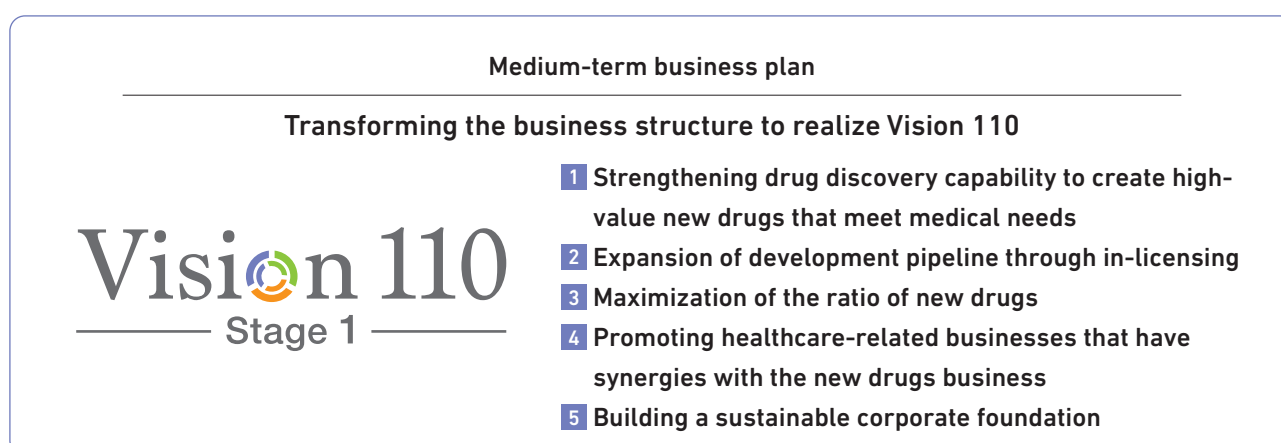 Medium-term business plan
Transforming the business structure to realize Vision 110
Vision 110
Stage 1
1 Strengthening drug discovery capability to create high-
value new drugs that meet medical needs
2 Expansion of development pipeline through in-licensing
3 Maximization of the ratio of new drugs
4 Promoting healthcare-related businesses that have
synergies with the new drugs business
5 Building a sustainable corporate foundation